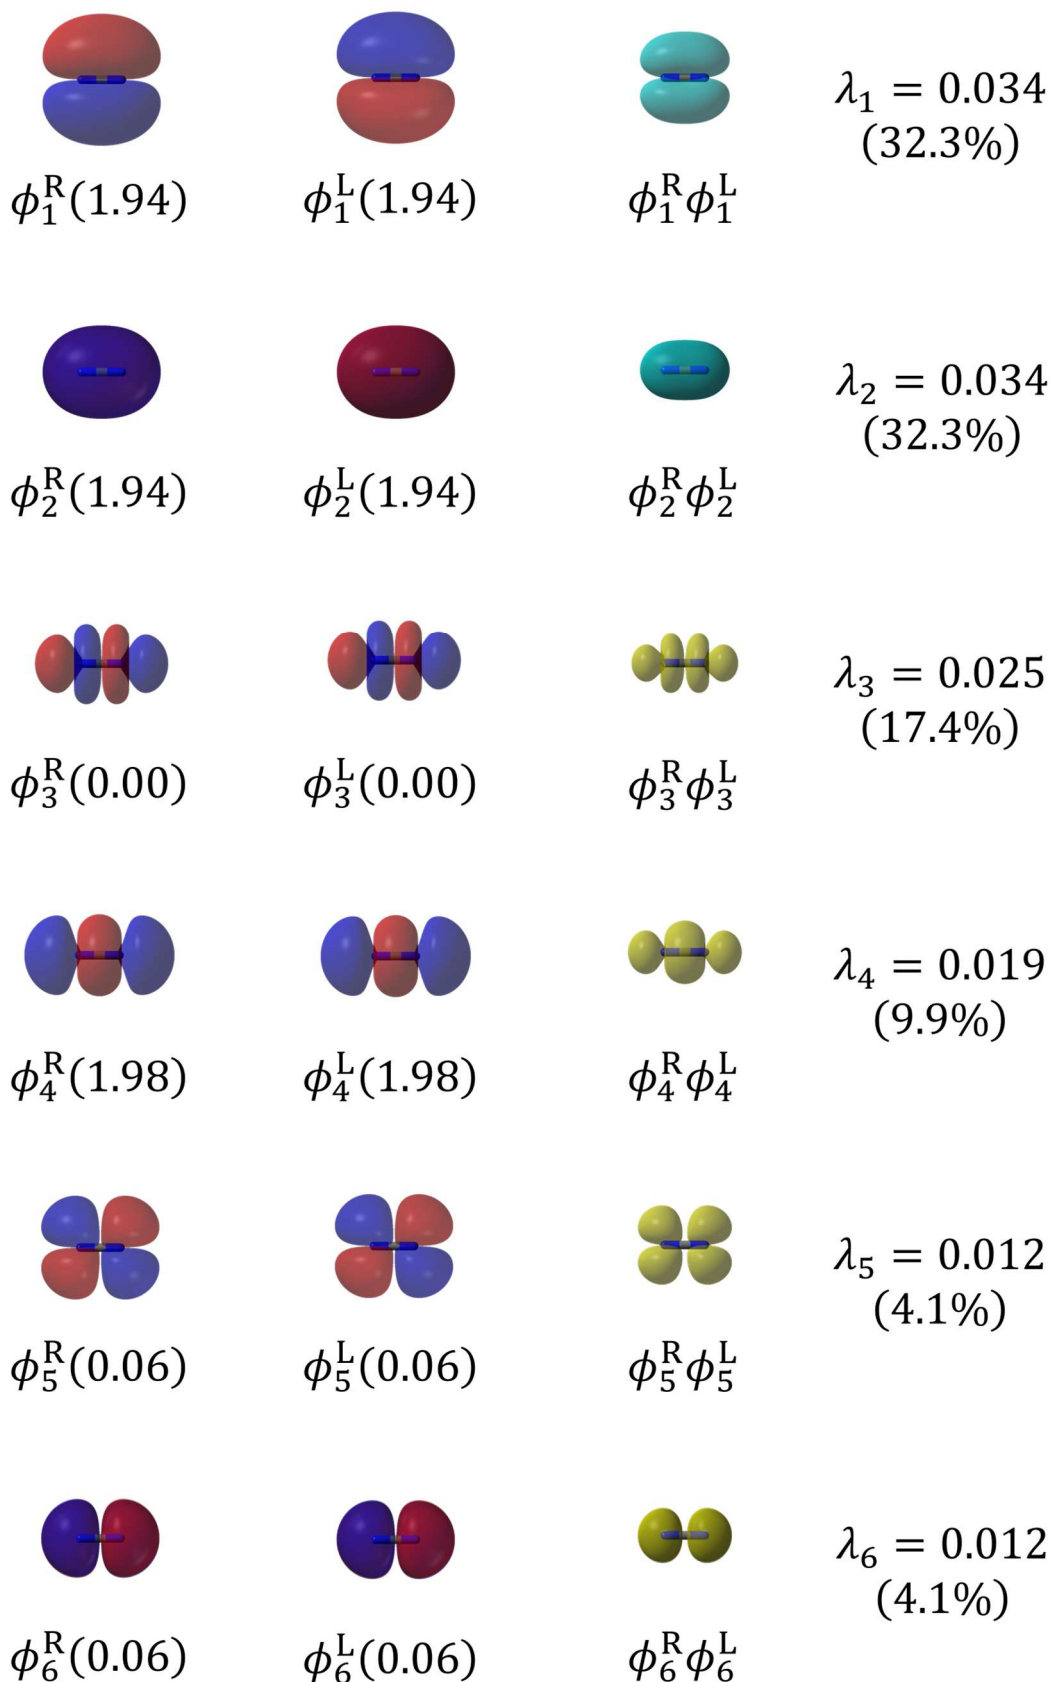 λ₁ = 0.034
(32.3%)
ϕ₁ᴿ(1.94) ϕ₁ᴸ(1.94) ϕ₁ᴿϕ₁ᴸ
λ₂ = 0.034
(32.3%)
ϕ₂ᴿ(1.94) ϕ₂ᴸ(1.94) ϕ₂ᴿϕ₂ᴸ
λ₃ = 0.025
(17.4%)
ϕ₃ᴿ(0.00) ϕ₃ᴸ(0.00) ϕ₃ᴿϕ₃ᴸ
λ₄ = 0.019
(9.9%)
ϕ₄ᴿ(1.98) ϕ₄ᴸ(1.98) ϕ₄ᴿϕ₄ᴸ
λ₅ = 0.012
(4.1%)
ϕ₅ᴿ(0.06) ϕ₅ᴸ(0.06) ϕ₅ᴿϕ₅ᴸ
λ₆ = 0.012
(4.1%)
ϕ₆ᴿ(0.06) ϕ₆ᴸ(0.06) ϕ₆ᴿϕ₆ᴸ